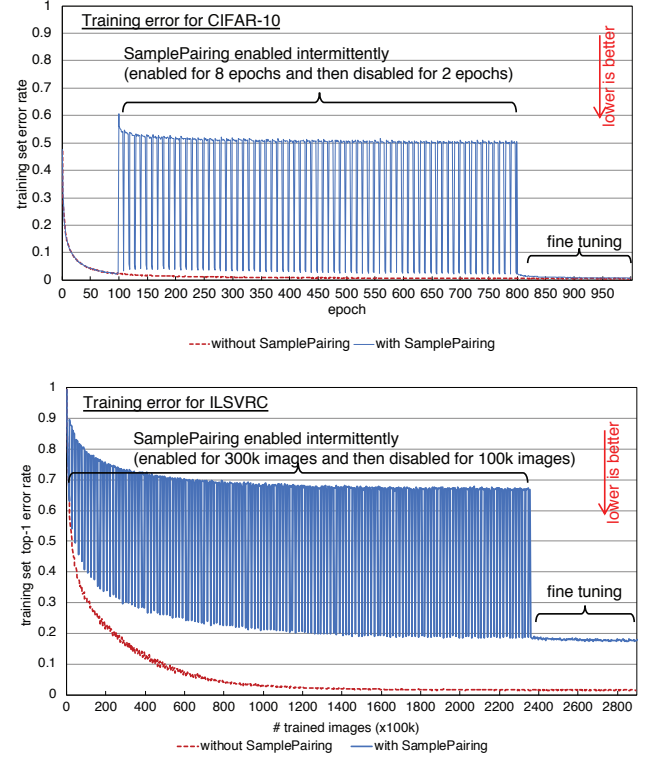 Training error for CIFAR-10
SamplePairing enabled intermittently
(enabled for 8 epochs and then disabled for 2 epochs)
lower is better
fine tuning
training set error rate
1
0.9
0.8
0.7
0.6
0.5
0.4
0.3
0.2
0.1
0
0 50 100 150 200 250 300 350 400 450 500 550 600 650 700 750 800 850 900 950
epoch
without SamplePairing with SamplePairing
Training error for ILSVRC
SamplePairing enabled intermittently
(enabled for 300k images and then disabled for 100k images)
lower is better
fine tuning
training set top-1 error rate
1
0.9
0.8
0.7
0.6
0.5
0.4
0.3
0.2
0.1
0
0 200 400 600 800 1000 1200 1400 1600 1800 2000 2200 2400 2600 2800
# trained images (x100k)
without SamplePairing with SamplePairing